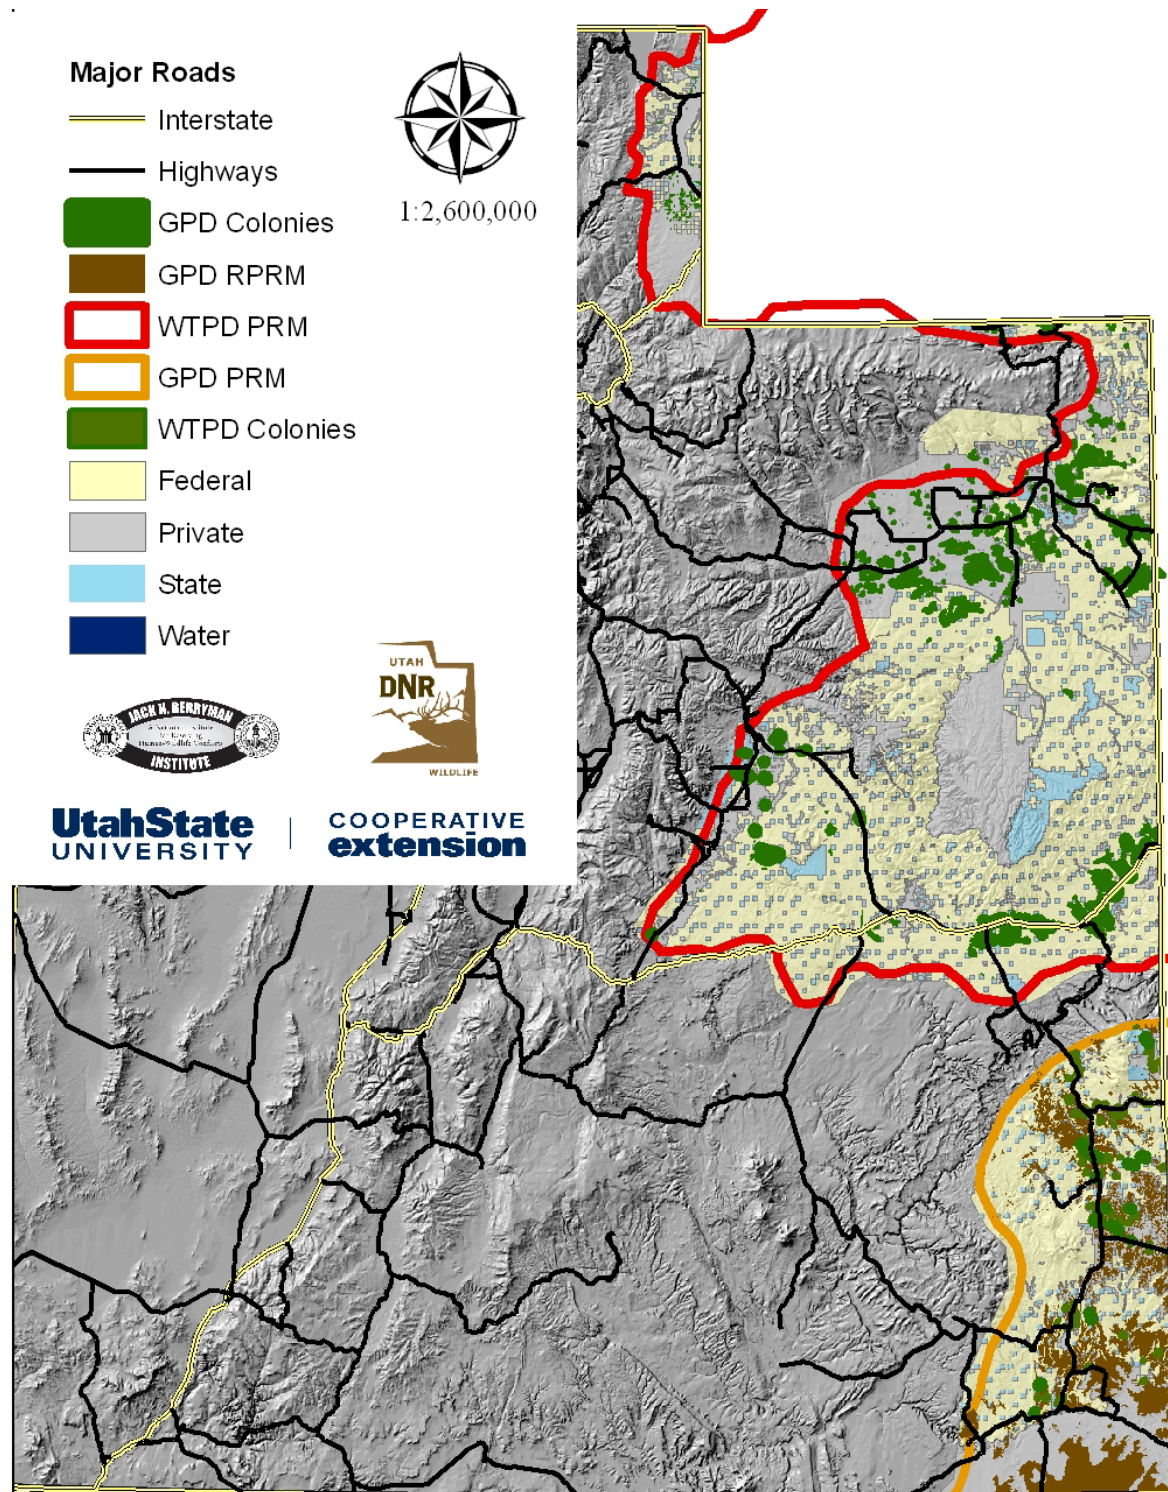 Major Roads
Interstate
Highways
GPD Colonies
GPD RPRM
WTPD PRM
GPD PRM
WTPD Colonies
Federal
Private
State
Water
1:2,600,000
JACK H. BERRYMAN
INSTITUTE
UTAH
DNR
WILDLIFE
UtahState
UNIVERSITY
COOPERATIVE
extension